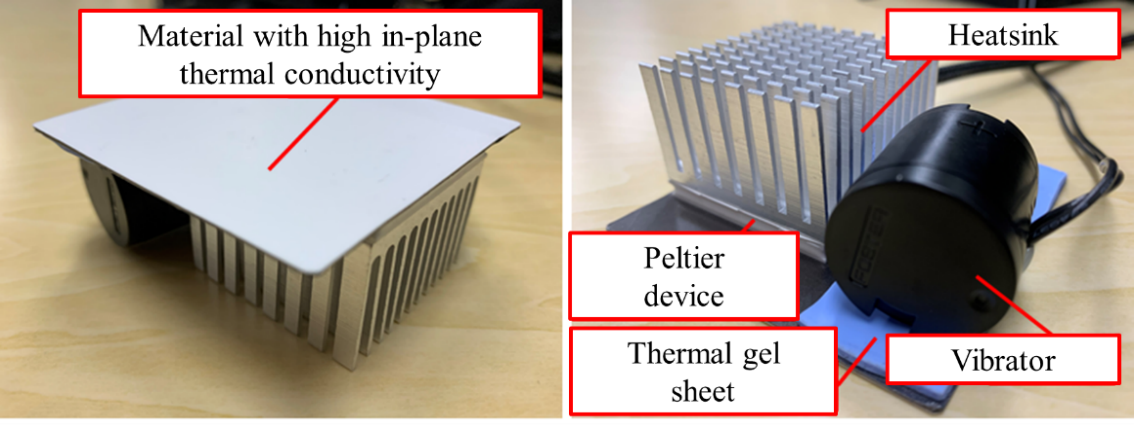 Material with high in-plane
thermal conductivity
Heatsink
Peltier
device
Thermal gel
sheet
Vibrator